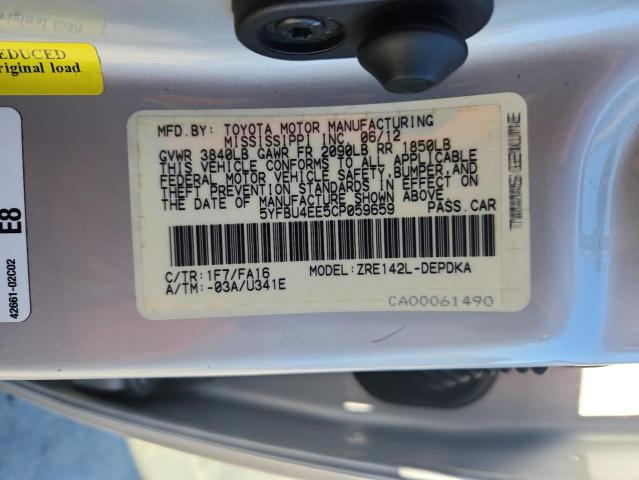 original load
REDUCED
original load
E8
42661-02C02
MFD.BY: TOYOTA MOTOR MANUFACTURING
MISSISSIPPI INC 06/12
GVWR 3840LB GAWR FR 2090LB RR 1850LB
THIS VEHICLE CONFORMS TO ALL APPLICABLE
FEDERAL MOTOR VEHICLE SAFETY,BUMPER,AND
THEFT PREVENTION STANDARDS IN EFFECT ON
THE DATE OF MANUFACTURE SHOWN ABOVE.
5YFBU4EE5CP059659 PASS.CAR
C/TR:1F7/FA16 MODEL:ZRE142L-DEPDKA
A/TM:-03A/U341E
CA00061490
GENUINE